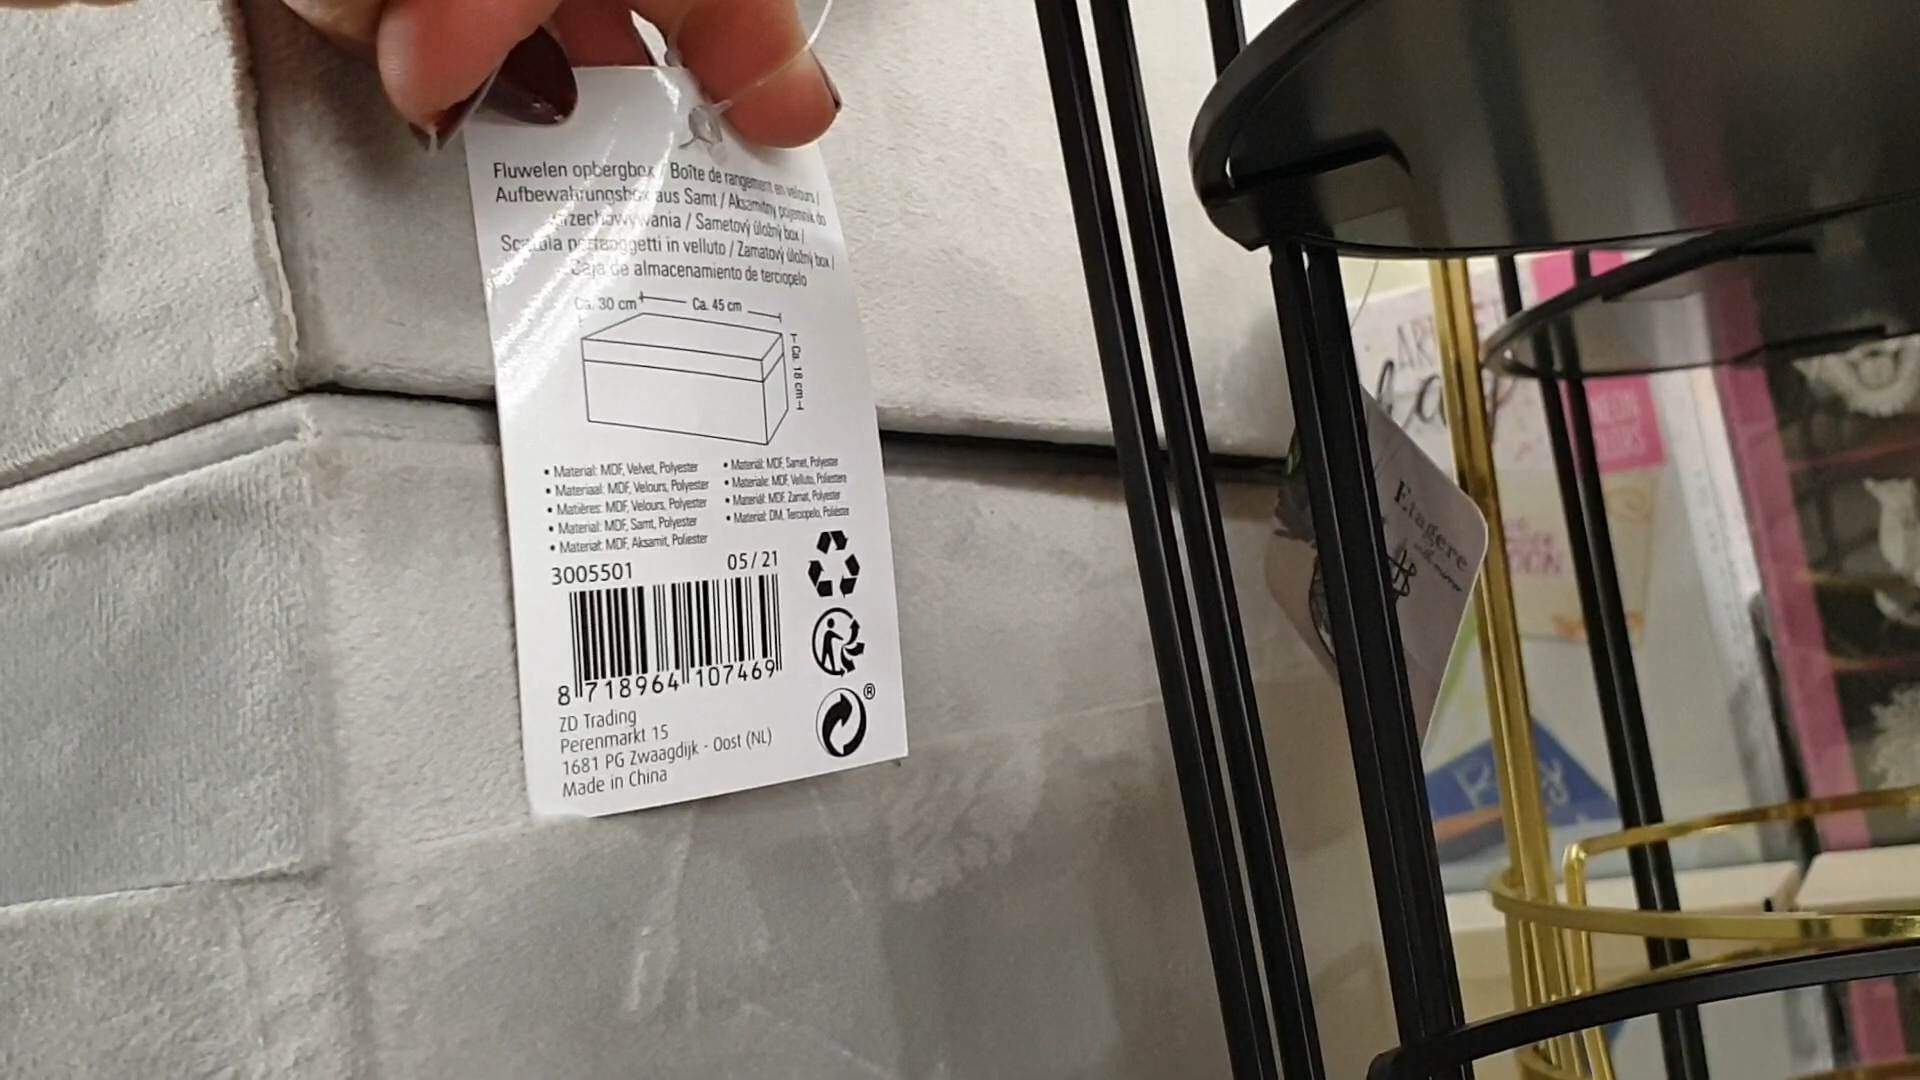 Fluwelen opbergbox / Boîte de rangement en velours /
Aufbewahrungsbox aus Samt / Aksamitny pojemnik do
przechowywania / Sametový úložný box /
Scatola portaoggetti in velluto / Zamatový úložný box /
Caja de almacenamiento de terciopelo
Ca. 30 cm
Ca. 45 cm
Ca. 18 cm
• Material: MDF, Velvet, Polyester
• Materiaal: MDF, Velours, Polyester
• Matières: MDF, Velours, Polyester
• Material: MDF, Samt, Polyester
• Materiał: MDF, Aksamit, Poliester
• Materiál: MDF, Samet, Polyester
• Materiale: MDF, Velluto, Poliestere
• Materiál: MDF, Zamat, Polyester
• Material: DM, Terciopelo, Poliéster
3005501
05/21
8 718964 107469
®
ZD Trading
Perenmarkt 15
1681 PG Zwaagdijk - Oost (NL)
Made in China
Etagere
NEON